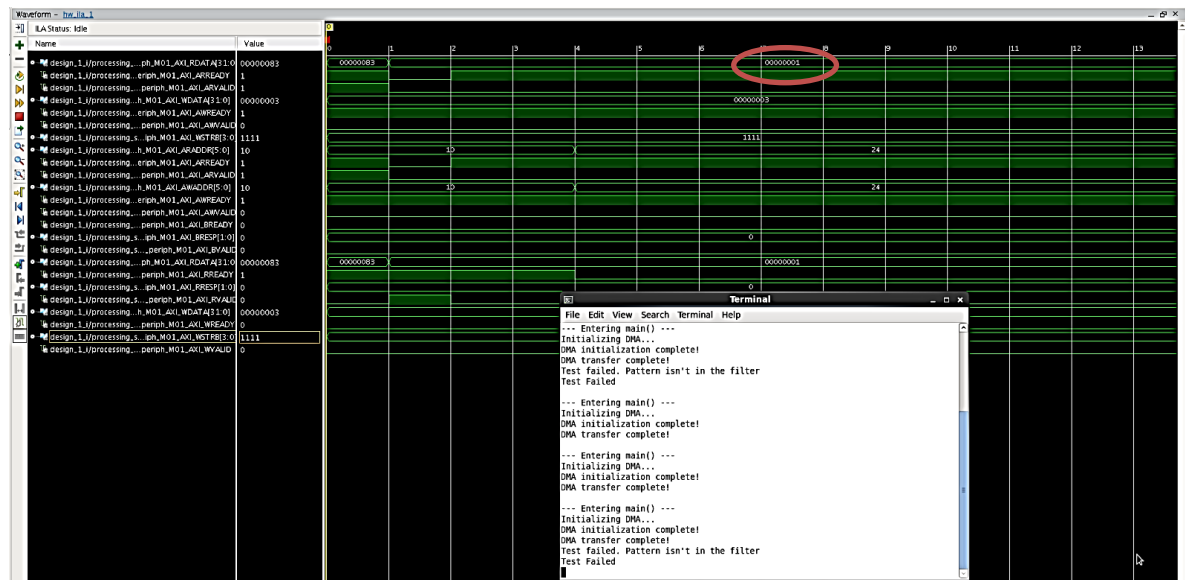 Waveform - hw_ila_1
ILA Status: Idle
0
Name Value
0 1 2 3 4 5 6 8 9 10 11 12 13
design_1_i/processing_...ph_M01_AXI_RDATA[31:0 00000083 00000083 00000001
design_1_i/processing...eriph_M01_AXI_ARREADY 1
design_1_i/processing_...periph_M01_AXI_ARVALID 1
design_1_i/processing...h_M01_AXI_WDATA[31:0] 00000003 00000003
design_1_i/processing...eriph_M01_AXI_AWREADY 1
design_1_i/processing_...periph_M01_AXI_AWVALID 0
design_1_i/processing_s...iph_M01_AXI_WSTRB[3:0 1111 1111
design_1_i/processing...h_M01_AXI_ARADDR[5:0] 10 10 24
design_1_i/processing...eriph_M01_AXI_ARREADY 1
design_1_i/processing_...periph_M01_AXI_ARVALID 1
design_1_i/processing...h_M01_AXI_AWADDR[5:0] 10 10 24
design_1_i/processing...eriph_M01_AXI_AWREADY 1
design_1_i/processing_...periph_M01_AXI_AWVALID 0
design_1_i/processing_...periph_M01_AXI_BREADY 0
design_1_i/processing_s...iph_M01_AXI_BRESP[1:0] 0 0
design_1_i/processing_s..._periph_M01_AXI_BVALID 0
design_1_i/processing_...ph_M01_AXI_RDATA[31:0 00000083 00000083 00000001
design_1_i/processing_...periph_M01_AXI_RREADY 1
design_1_i/processing_s...iph_M01_AXI_RRESP[1:0] 0 0
design_1_i/processing_s..._periph_M01_AXI_RVALID 0
design_1_i/processing...h_M01_AXI_WDATA[31:0] 00000003
design_1_i/processing_...periph_M01_AXI_WREADY 0
design_1_i/processing_s...iph_M01_AXI_WSTRB[3:0 1111
design_1_i/processing_...periph_M01_AXI_WVALID 0
Terminal
File Edit View Search Terminal Help
--- Entering main() ---
Initializing DMA...
DMA initialization complete!
DMA transfer complete!
Test failed. Pattern isn't in the filter
Test Failed
--- Entering main() ---
Initializing DMA...
DMA initialization complete!
DMA transfer complete!
--- Entering main() ---
Initializing DMA...
DMA initialization complete!
DMA transfer complete!
--- Entering main() ---
Initializing DMA...
DMA initialization complete!
DMA transfer complete!
Test failed. Pattern isn't in the filter
Test Failed